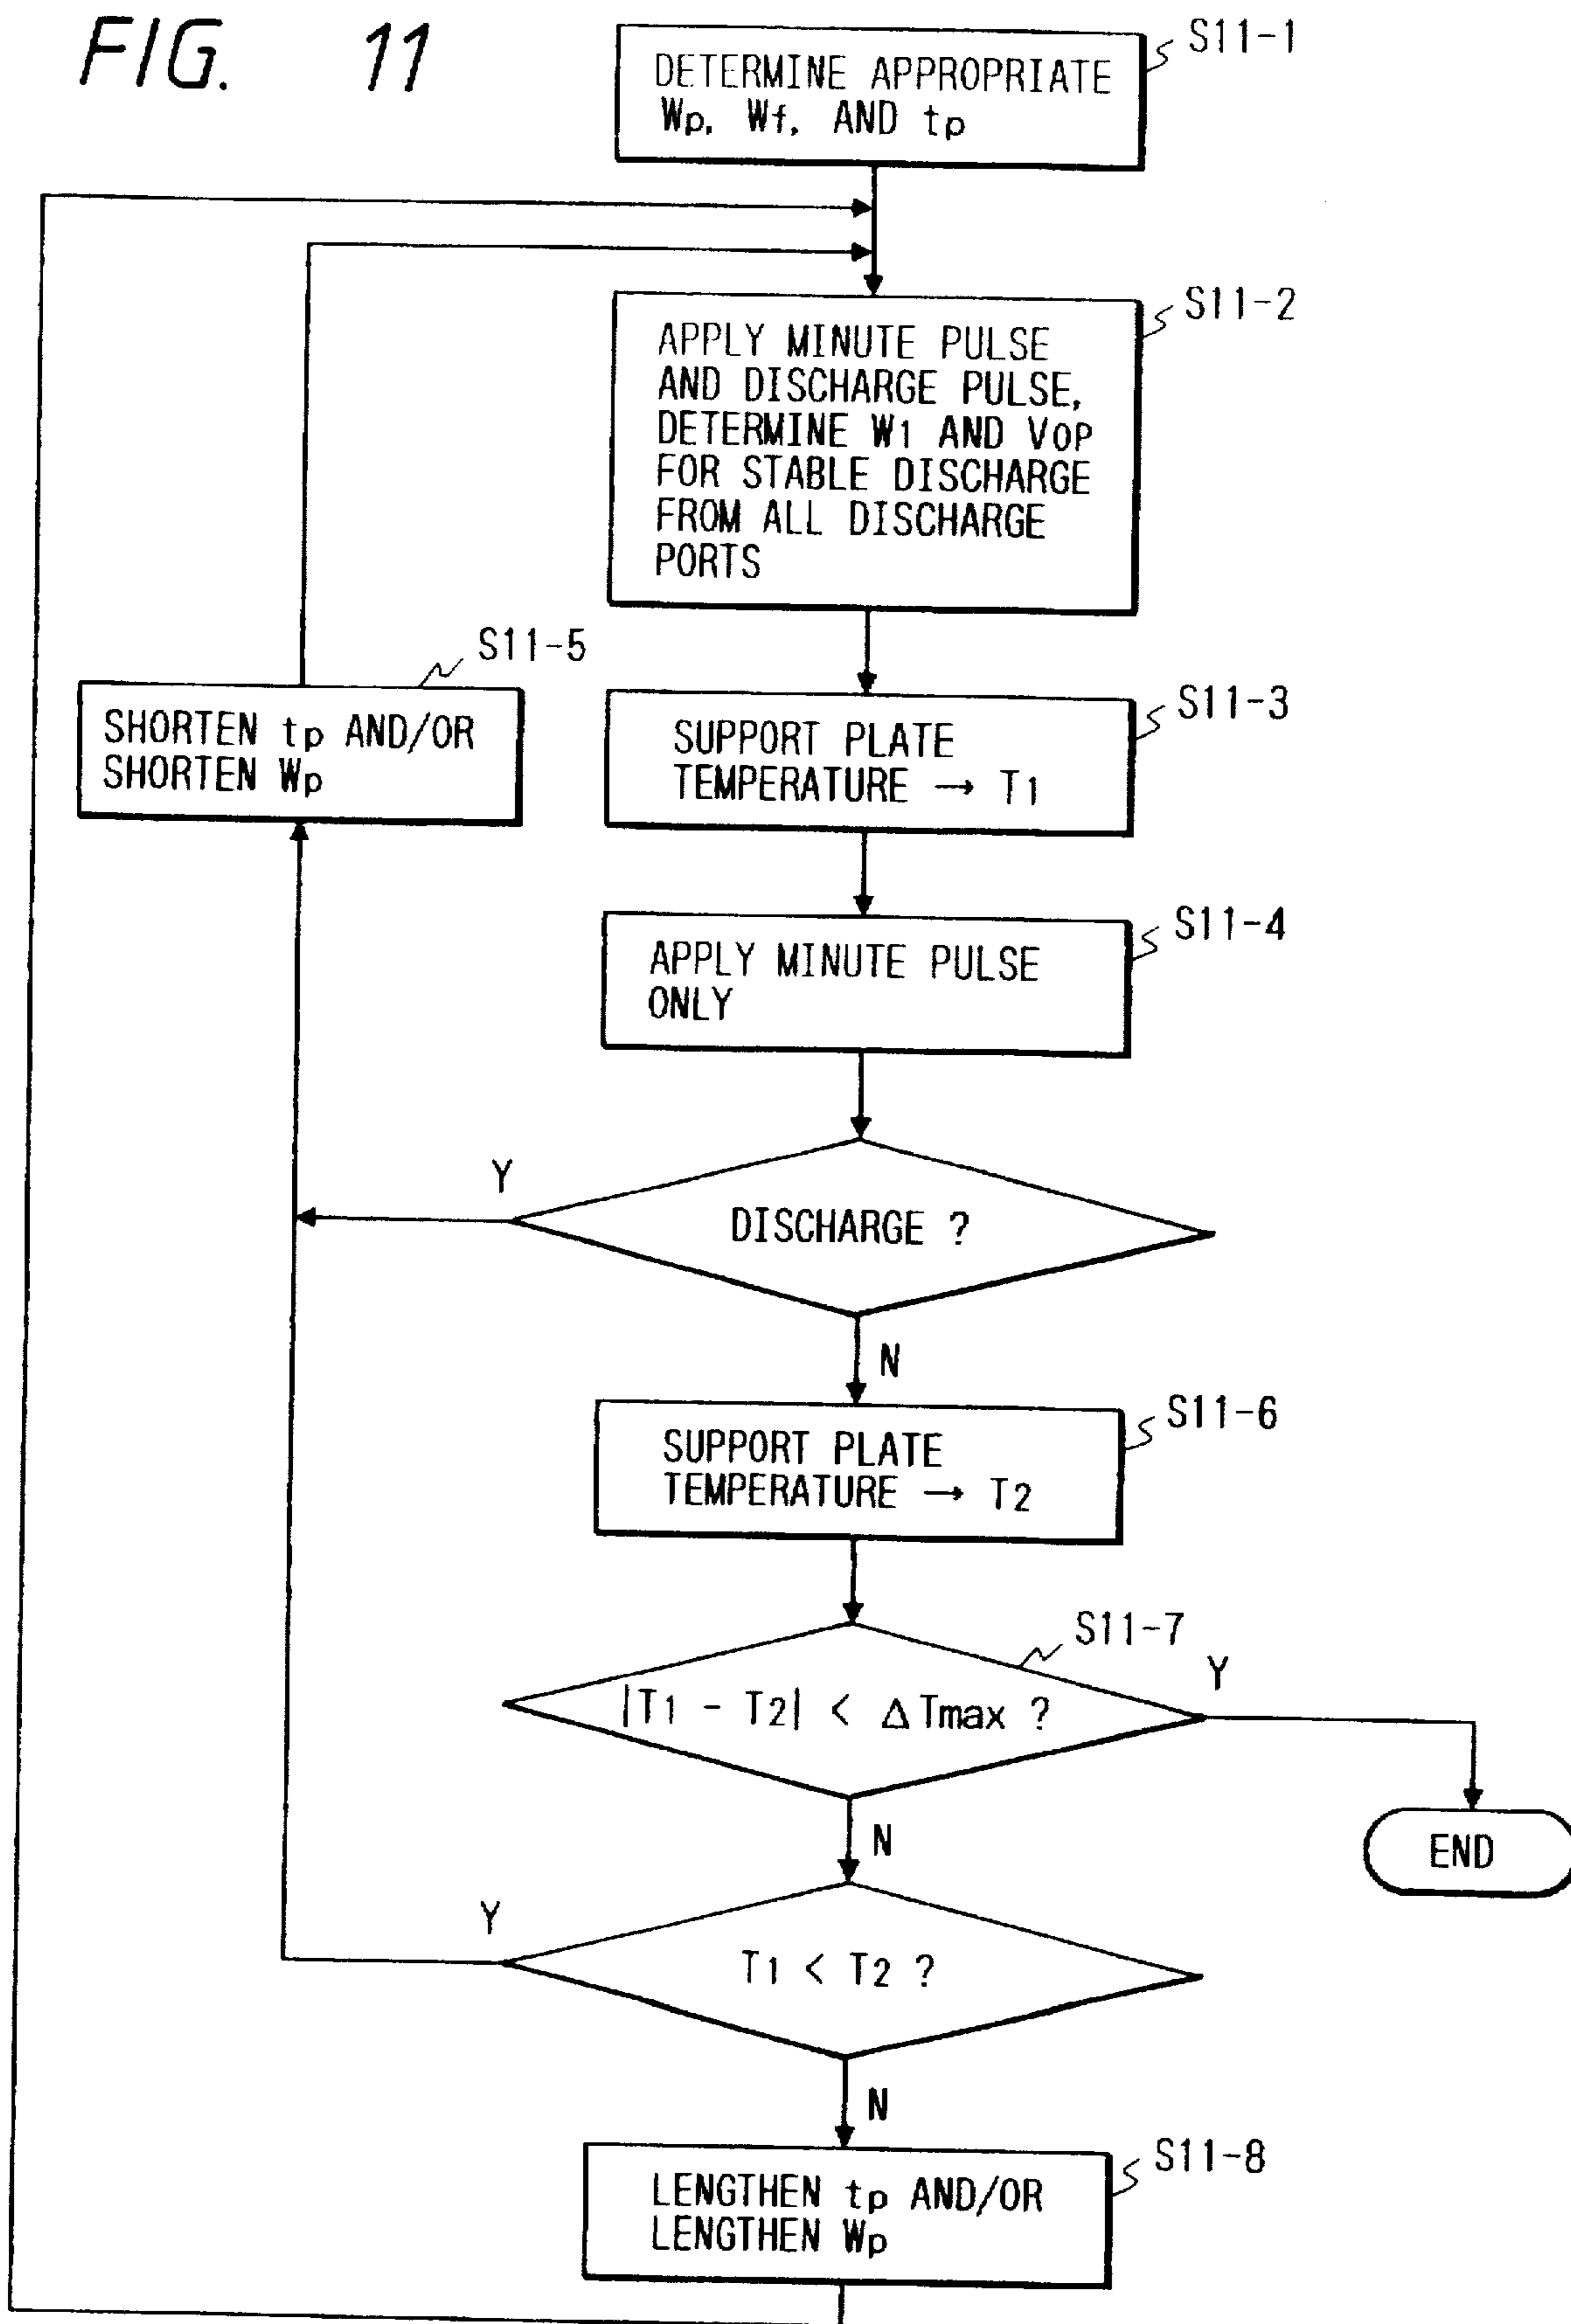 FIG. 11
S11-1
DETERMINE APPROPRIATE
Wp, Wf, AND tp
S11-2
APPLY MINUTE PULSE
AND DISCHARGE PULSE,
DETERMINE W1 AND VOP
FOR STABLE DISCHARGE
FROM ALL DISCHARGE
PORTS
S11-5
SHORTEN tp AND/OR
SHORTEN Wp
S11-3
SUPPORT PLATE
TEMPERATURE → T1
S11-4
APPLY MINUTE PULSE
ONLY
Y
DISCHARGE ?
N
S11-6
SUPPORT PLATE
TEMPERATURE → T2
S11-7
Y
|T1 - T2| < ΔTmax ?
N
END
Y
T1 < T2 ?
N
S11-8
LENGTHEN tp AND/OR
LENGTHEN Wp